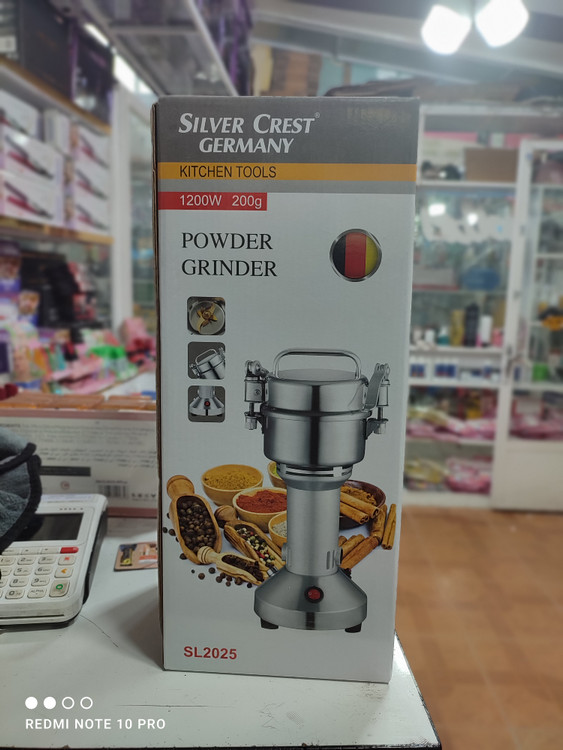 SILVER CREST®
GERMANY
KITCHEN TOOLS
1200W 200g
POWDER
GRINDER
SL2025
REDMI NOTE 10 PRO